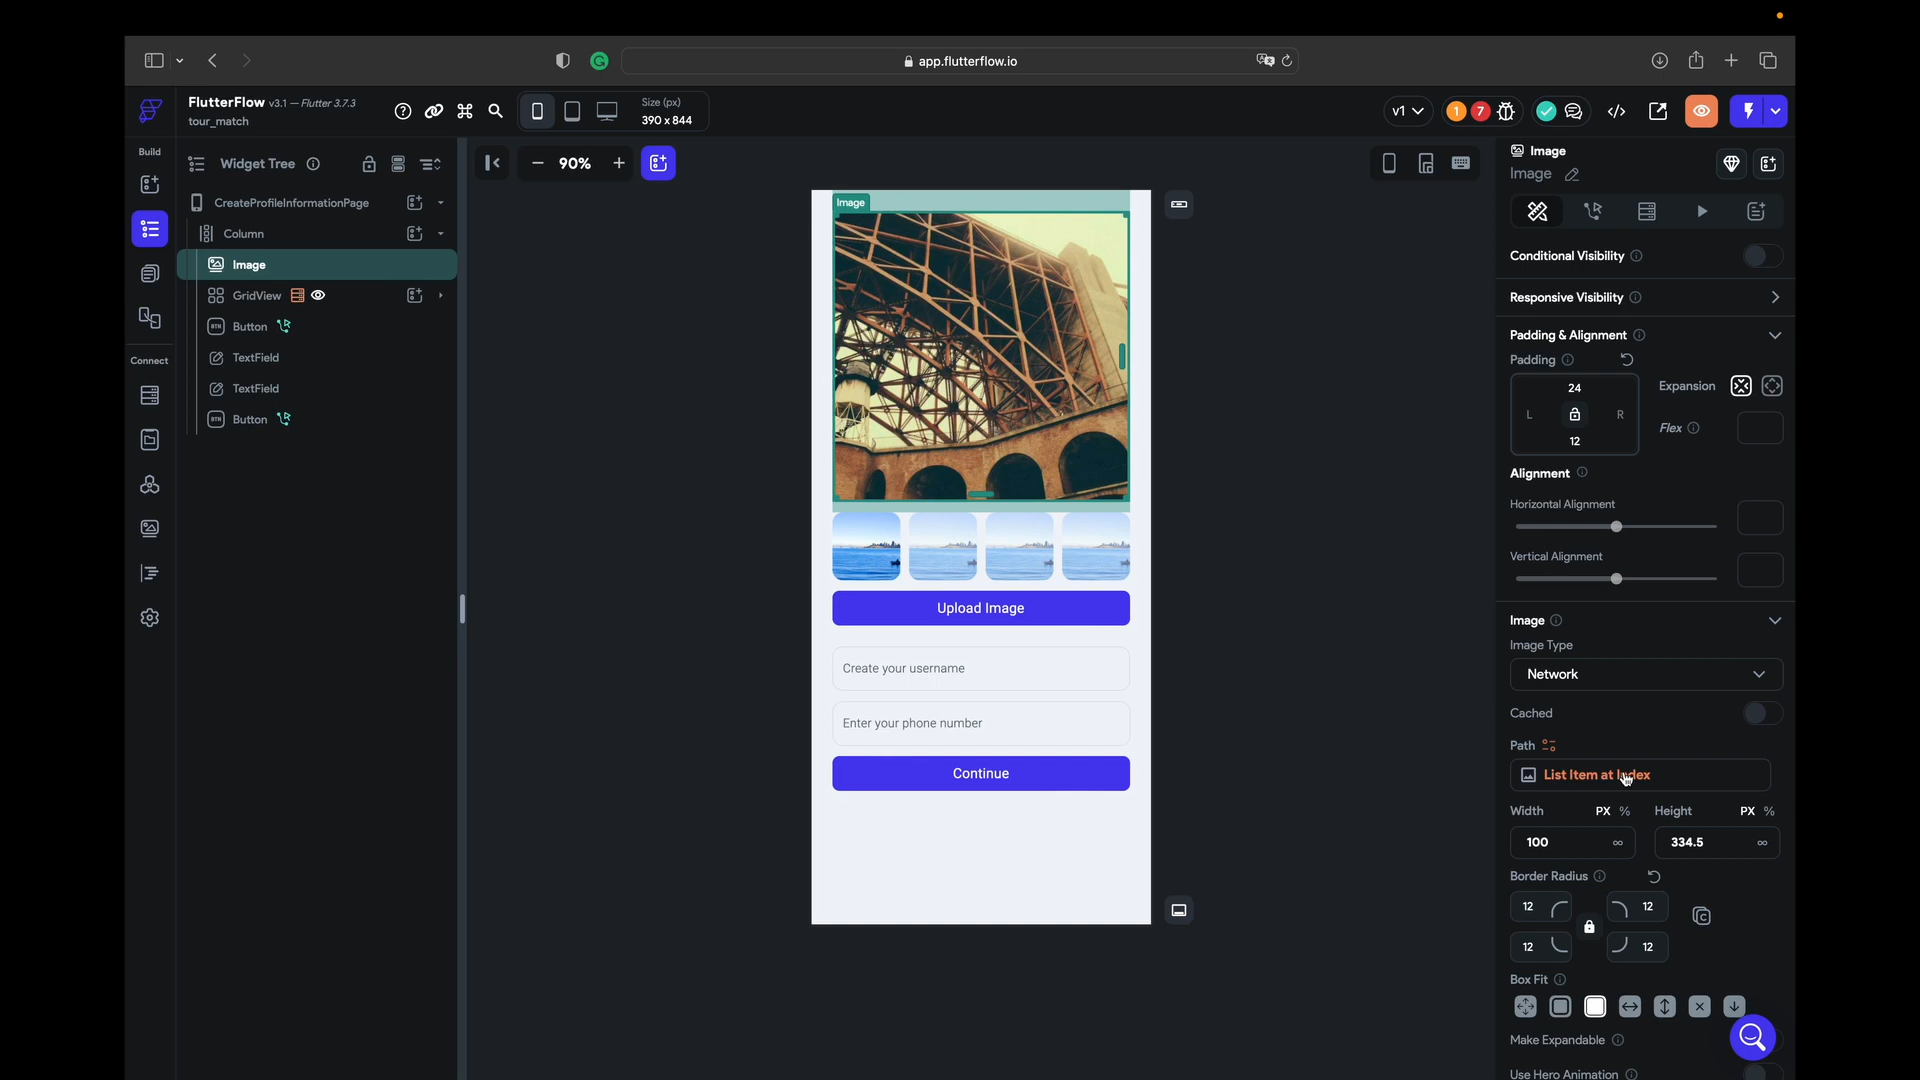 app.flutterflow.io
FlutterFlow v3.1 — Flutter 3.7.3
tour_match
Size (px)
390 x 844
v1
1
7
Build
Widget Tree
90%
CreateProfileInformationPage
Column
Image
GridView
Button
TextField
TextField
Button
Connect
Image
Upload Image
Create your username
Enter your phone number
Continue
Image
Image
Conditional Visibility
Responsive Visibility
Padding & Alignment
Padding
Expansion
24
L
R
12
Flex
Alignment
Horizontal Alignment
Vertical Alignment
Image
Image Type
Network
Cached
Path
List Item at Index
Width PX % Height PX %
100 ∞ 334.5 ∞
Border Radius
12 12
12 12
Box Fit
Make Expandable
Use Hero Animation